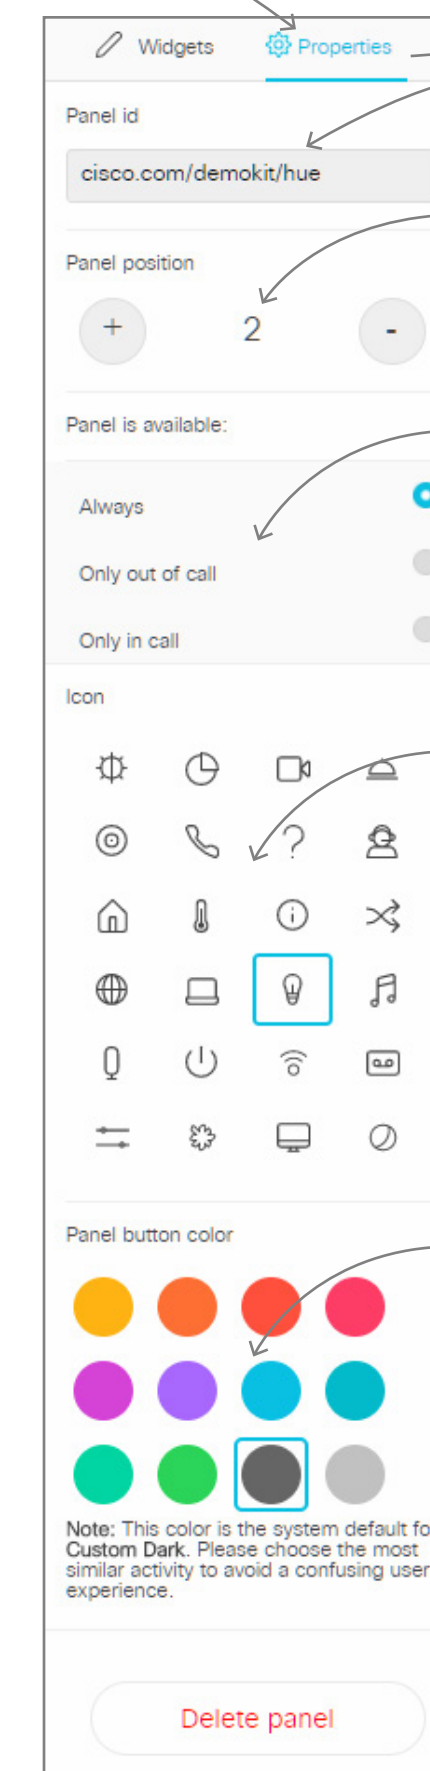 Widgets
Properties
Panel id
cisco.com/demokit/hue
Panel position
+ 2 -
Panel is available:
Always
Only out of call
Only in call
Icon
Panel button color
Note: This color is the system default fo
Custom Dark. Please choose the most
similar activity to avoid a confusing user
experience.
Delete panel